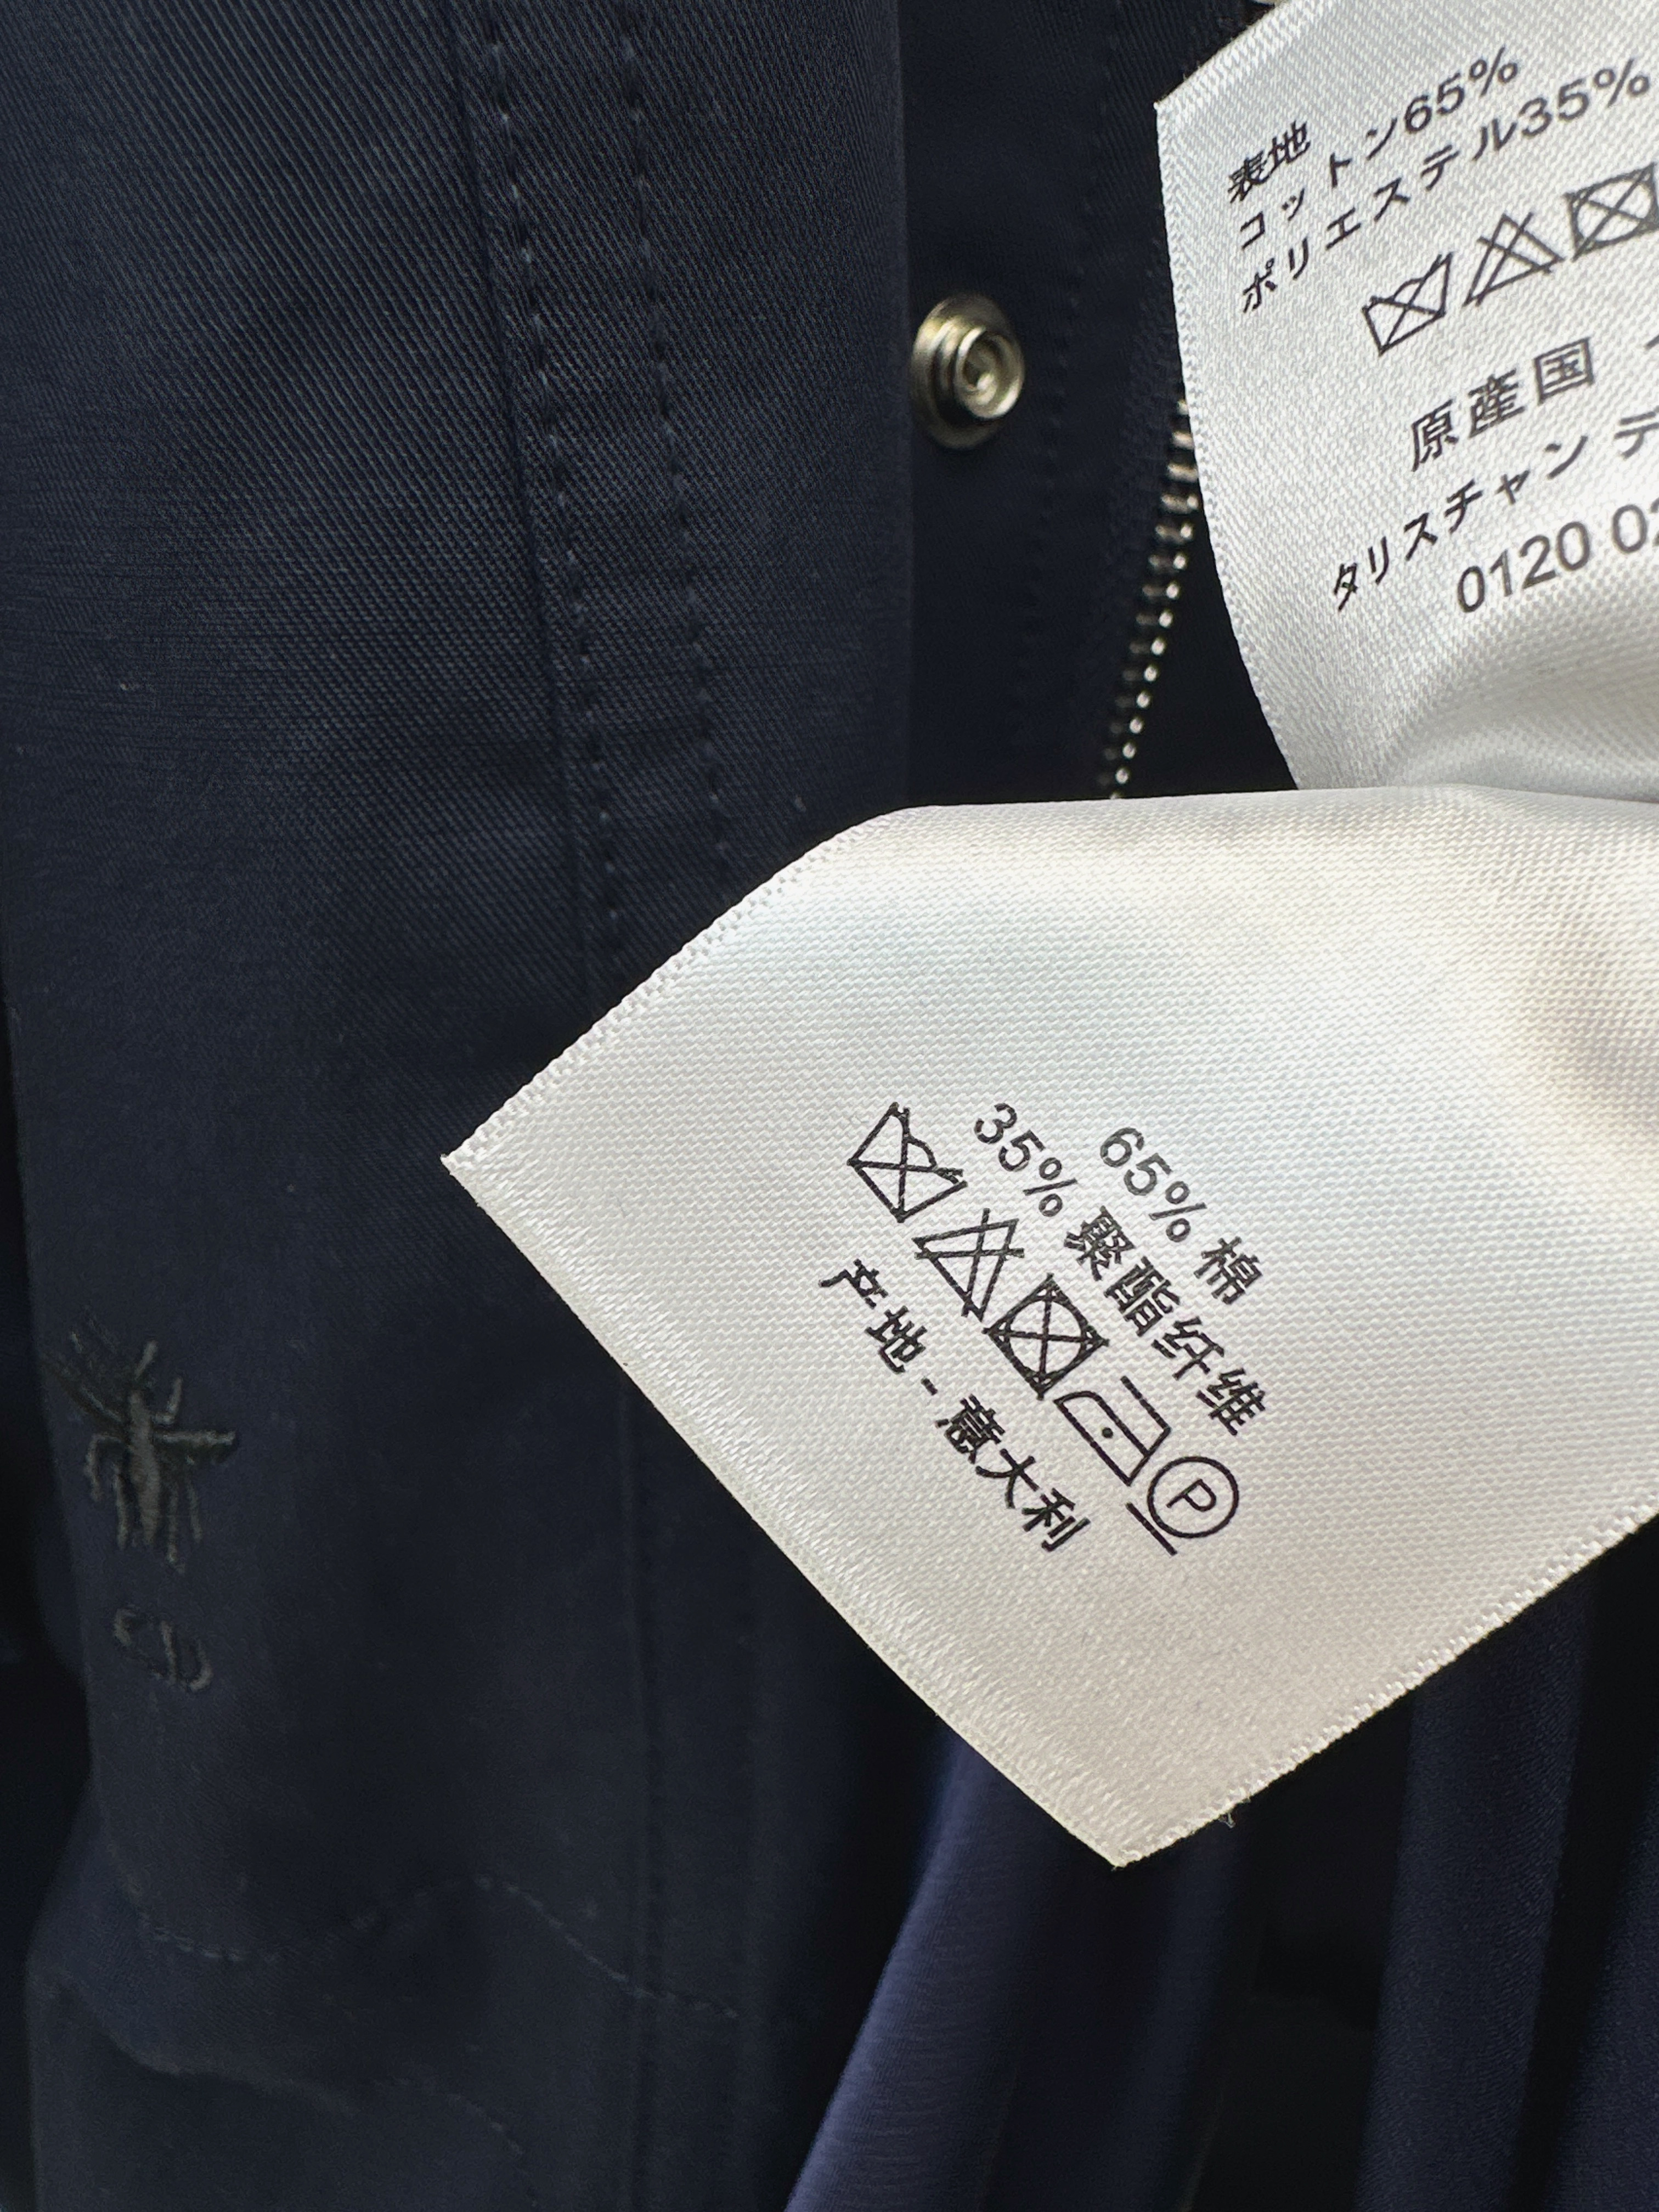 表地
コットン65%
ポリエステル35%
原産国
タリスチャン デ
0120 02
65% 棉
35% 聚酯纤维
P
产地 - 意大利
CD